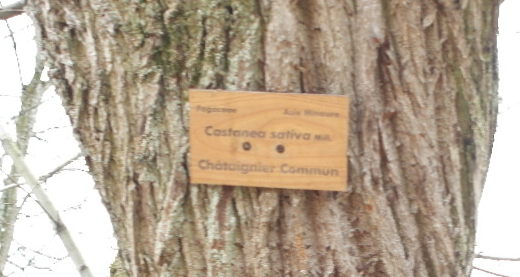 Fagaceae Asie Mineure
Castanea sativa Mill.
Châtaignier Commun